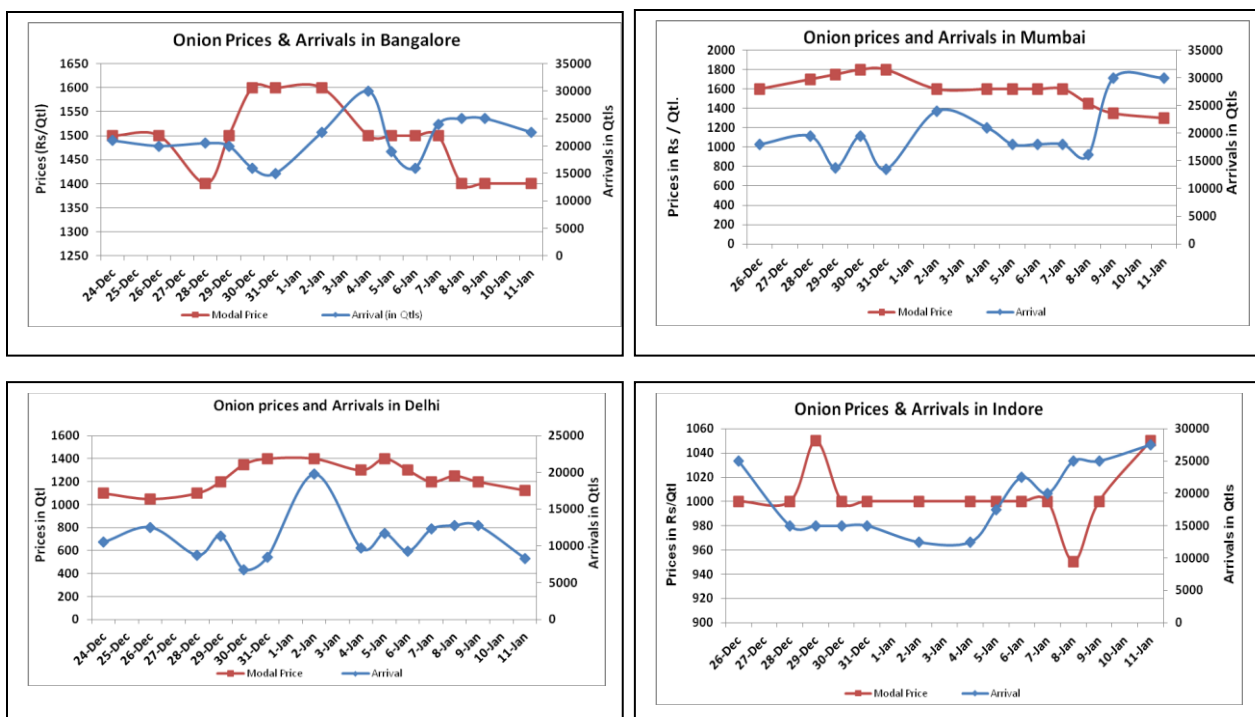 Onion Prices & Arrivals in Bangalore
Prices (Rs/Qtl)
1650
1600
1550
1500
1450
1400
1350
1300
1250
35000
30000
25000
20000
15000
10000
5000
0
Arrivals in Qtls
24-Dec
25-Dec
26-Dec
27-Dec
28-Dec
29-Dec
30-Dec
31-Dec
1-Jan
2-Jan
3-Jan
4-Jan
5-Jan
6-Jan
7-Jan
8-Jan
9-Jan
10-Jan
11-Jan
Modal Price
Arrival (in Qtls)
Onion prices and Arrivals in Mumbai
Prices in Rs / Qtl.
2000
1800
1600
1400
1200
1000
800
600
400
200
0
35000
30000
25000
20000
15000
10000
5000
0
Arrivals in Qtls
26-Dec
27-Dec
28-Dec
29-Dec
30-Dec
31-Dec
1-Jan
2-Jan
3-Jan
4-Jan
5-Jan
6-Jan
7-Jan
8-Jan
9-Jan
10-Jan
11-Jan
Modal Price
Arrival
Onion prices and Arrivals in Delhi
Prices in Qtl
1600
1400
1200
1000
800
600
400
200
0
25000
20000
15000
10000
5000
0
Arrivals in Qtls
24-Dec
25-Dec
26-Dec
27-Dec
28-Dec
29-Dec
30-Dec
31-Dec
1-Jan
2-Jan
3-Jan
4-Jan
5-Jan
6-Jan
7-Jan
8-Jan
9-Jan
10-Jan
11-Jan
Modal Price
Arrival
Onion Prices & Arrivals in Indore
Prices in Rs/Qtl
1060
1040
1020
1000
980
960
940
920
900
30000
25000
20000
15000
10000
5000
0
Arrivals in Qtls
26-Dec
27-Dec
28-Dec
29-Dec
30-Dec
31-Dec
1-Jan
2-Jan
3-Jan
4-Jan
5-Jan
6-Jan
7-Jan
8-Jan
9-Jan
10-Jan
11-Jan
Modal Price
Arrival